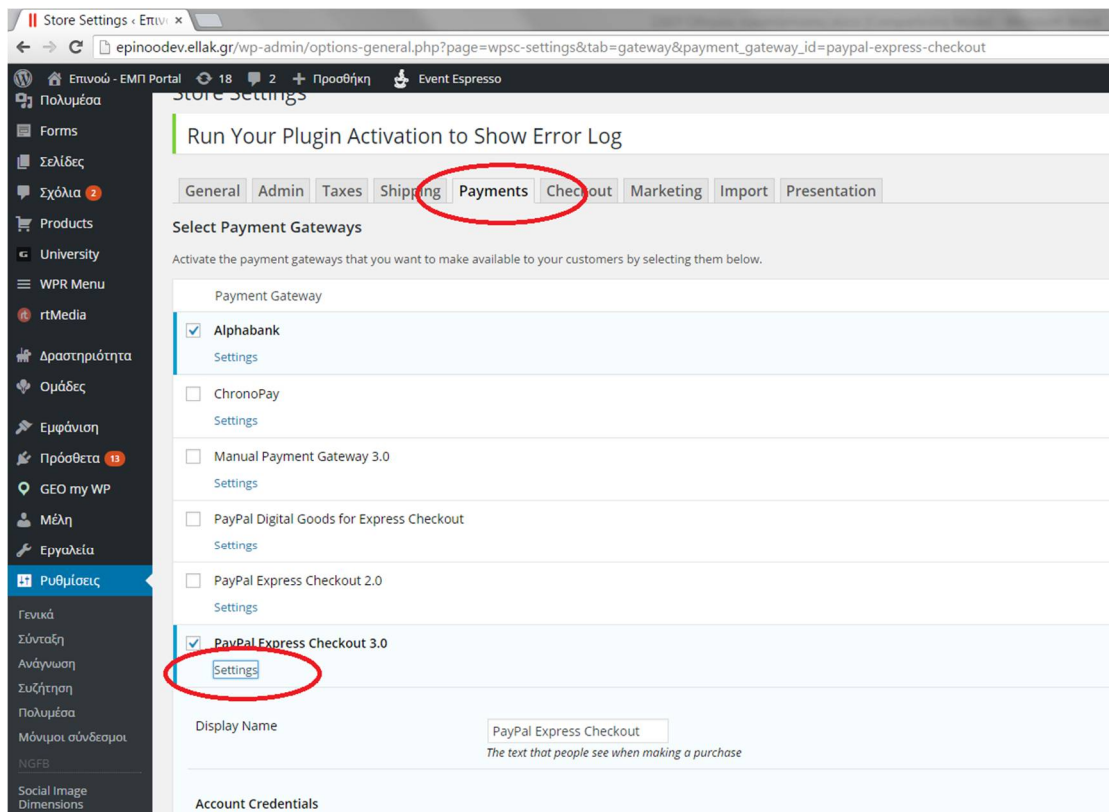 Store Settings ‹ Επιν
epinoodev.ellak.gr/wp-admin/options-general.php?page=wpsc-settings&tab=gateway&payment_gateway_id=paypal-express-checkout
Επινοώ - ΕΜΠ Portal 18 2 Προσθήκη Event Espresso
Πολυμέσα
Forms
Σελίδες
Σχόλια 2
Products
University
WPR Menu
rtMedia
Δραστηριότητα
Ομάδες
Εμφάνιση
Πρόσθετα 13
GEO my WP
Μέλη
Εργαλεία
Ρυθμίσεις
Γενικά
Σύνταξη
Ανάγνωση
Συζήτηση
Πολυμέσα
Μόνιμοι σύνδεσμοι
NGFB
Social Image
Dimensions
Store Settings
Run Your Plugin Activation to Show Error Log
General Admin Taxes Shipping Payments Checkout Marketing Import Presentation
Select Payment Gateways
Activate the payment gateways that you want to make available to your customers by selecting them below.
Payment Gateway
Alphabank
Settings
ChronoPay
Settings
Manual Payment Gateway 3.0
Settings
PayPal Digital Goods for Express Checkout
Settings
PayPal Express Checkout 2.0
Settings
PayPal Express Checkout 3.0
Settings
Display Name
PayPal Express Checkout
The text that people see when making a purchase
Account Credentials